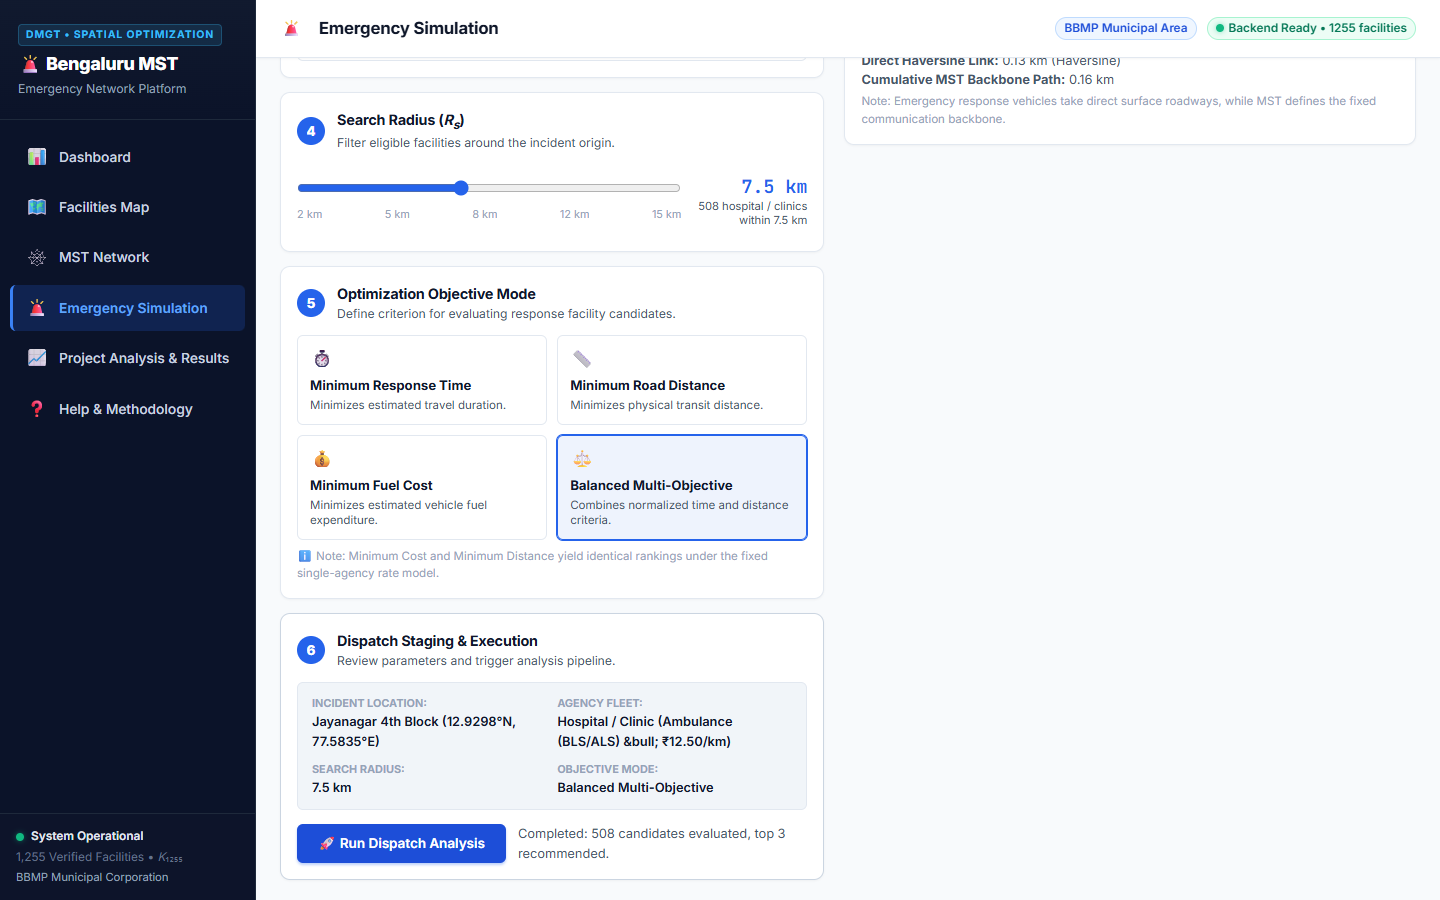 DMGT • SPATIAL OPTIMIZATION
Bengaluru MST
Emergency Network Platform
Dashboard
Facilities Map
MST Network
Emergency Simulation
Project Analysis & Results
Help & Methodology
System Operational
1,255 Verified Facilities • K₁₂₅₅
BBMP Municipal Corporation
Emergency Simulation
BBMP Municipal Area
Backend Ready • 1255 facilities
4
Search Radius (Rs)
Filter eligible facilities around the incident origin.
2 km
5 km
8 km
12 km
15 km
7.5 km
508 hospital / clinics
within 7.5 km
5
Optimization Objective Mode
Define criterion for evaluating response facility candidates.
Minimum Response Time
Minimizes estimated travel duration.
Minimum Road Distance
Minimizes physical transit distance.
Minimum Fuel Cost
Minimizes estimated vehicle fuel
expenditure.
Balanced Multi-Objective
Combines normalized time and distance
criteria.
Note: Minimum Cost and Minimum Distance yield identical rankings under the fixed
single-agency rate model.
6
Dispatch Staging & Execution
Review parameters and trigger analysis pipeline.
INCIDENT LOCATION:
Jayanagar 4th Block (12.9298°N,
77.5835°E)
AGENCY FLEET:
Hospital / Clinic (Ambulance
(BLS/ALS) &bull; ₹12.50/km)
SEARCH RADIUS:
7.5 km
OBJECTIVE MODE:
Balanced Multi-Objective
Run Dispatch Analysis
Completed: 508 candidates evaluated, top 3
recommended.
Direct Haversine Link: 0.13 km (Haversine)
Cumulative MST Backbone Path: 0.16 km
Note: Emergency response vehicles take direct surface roadways, while MST defines the fixed
communication backbone.